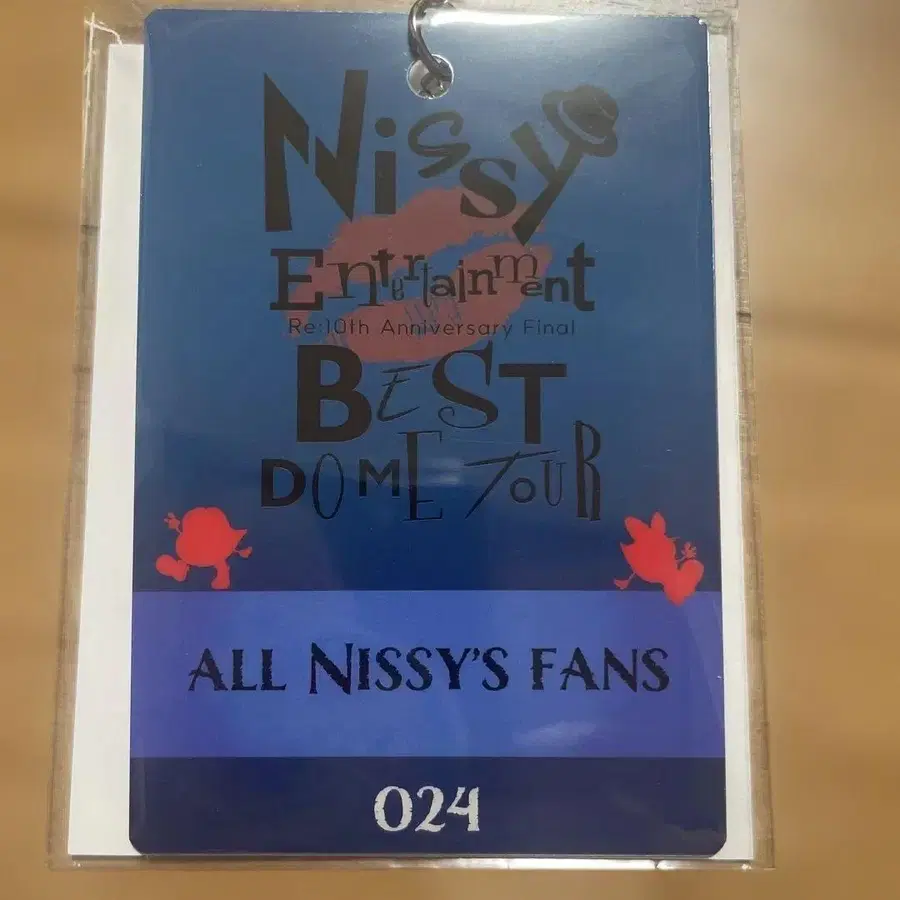 Nissy
Entertainment
Re:10th Anniversary Final
BEST
DOME TOUR
ALL NISSY'S FANS
024